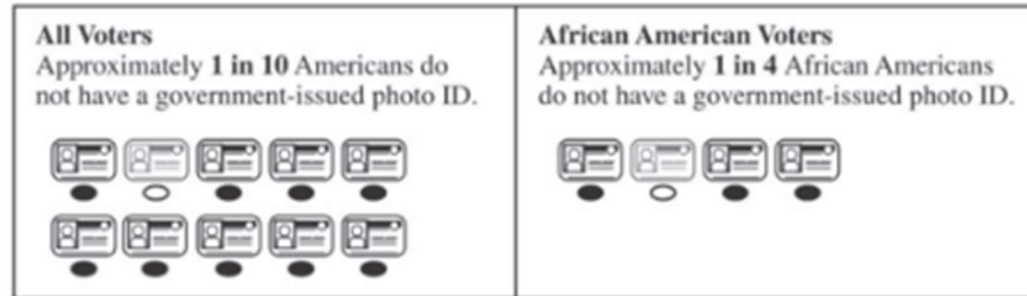 All Voters
Approximately 1 in 10 Americans do
not have a government-issued photo ID.
African American Voters
Approximately 1 in 4 African Americans
do not have a government-issued photo ID.